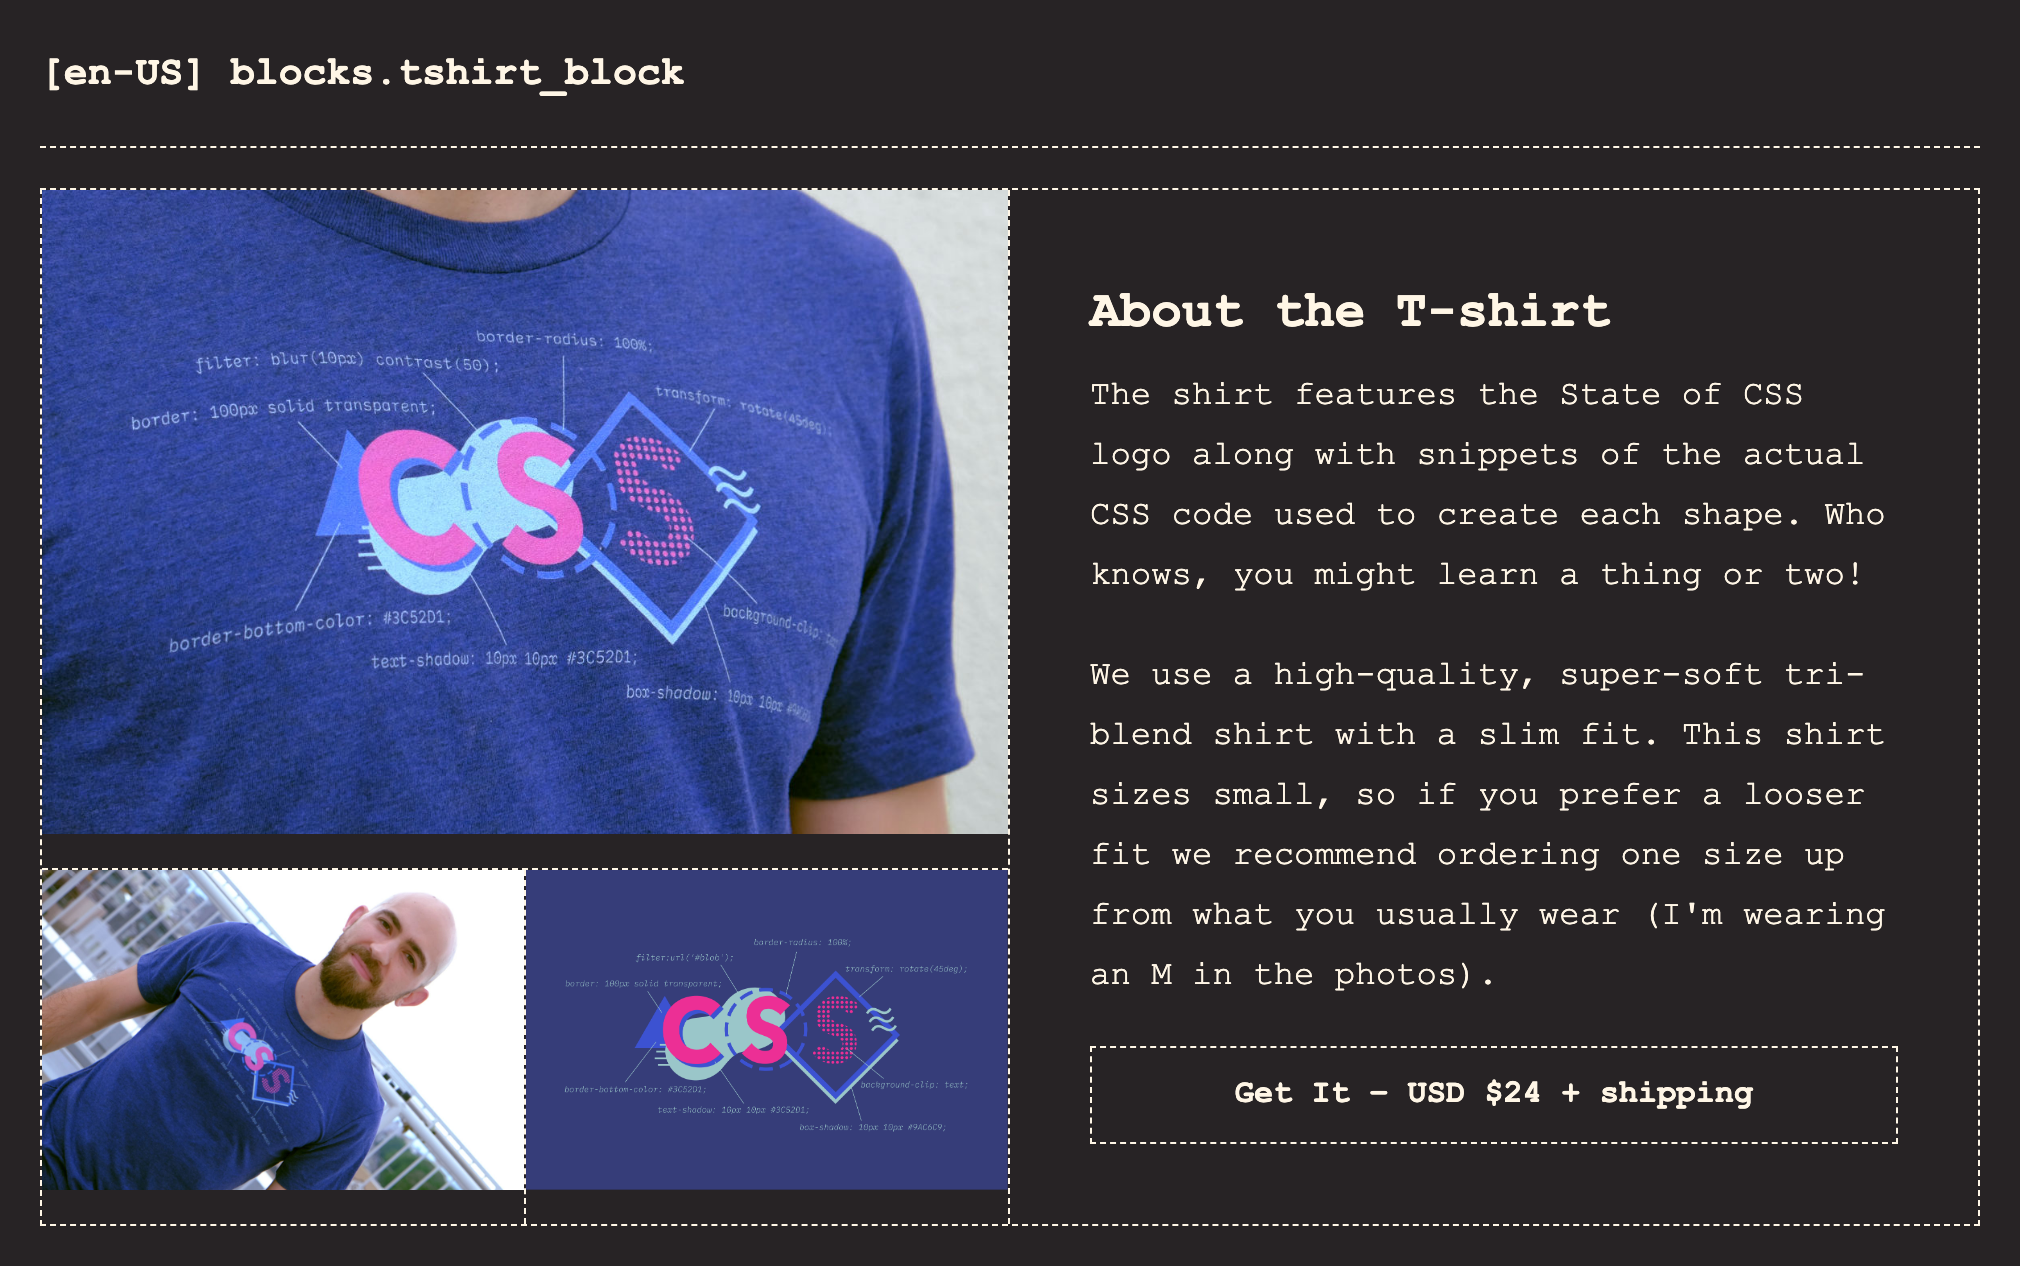 [en-US] blocks.tshirt_block
border-radius: 100%;
filter: blur(10px) contrast(50);
transform: rotate(45deg);
border: 100px solid transparent;
CSS
border-bottom-color: #3C52D1;
background-clip:
text-shadow: 10px 10px #3C52D1;
box-shadow: 10px 10px
border-radius: 100%;
filter:url('#blob');
transform: rotate(45deg);
border: 100px solid transparent;
CSS
border-bottom-color: #3C52D1;
background-clip: text;
text-shadow: 10px 10px #3C52D1;
box-shadow: 10px 10px #9AC6C9;
CSS
About the T-shirt
The shirt features the State of CSS
logo along with snippets of the actual
CSS code used to create each shape. Who
knows, you might learn a thing or two!
We use a high-quality, super-soft tri-
blend shirt with a slim fit. This shirt
sizes small, so if you prefer a looser
fit we recommend ordering one size up
from what you usually wear (I'm wearing
an M in the photos).
Get It – USD $24 + shipping